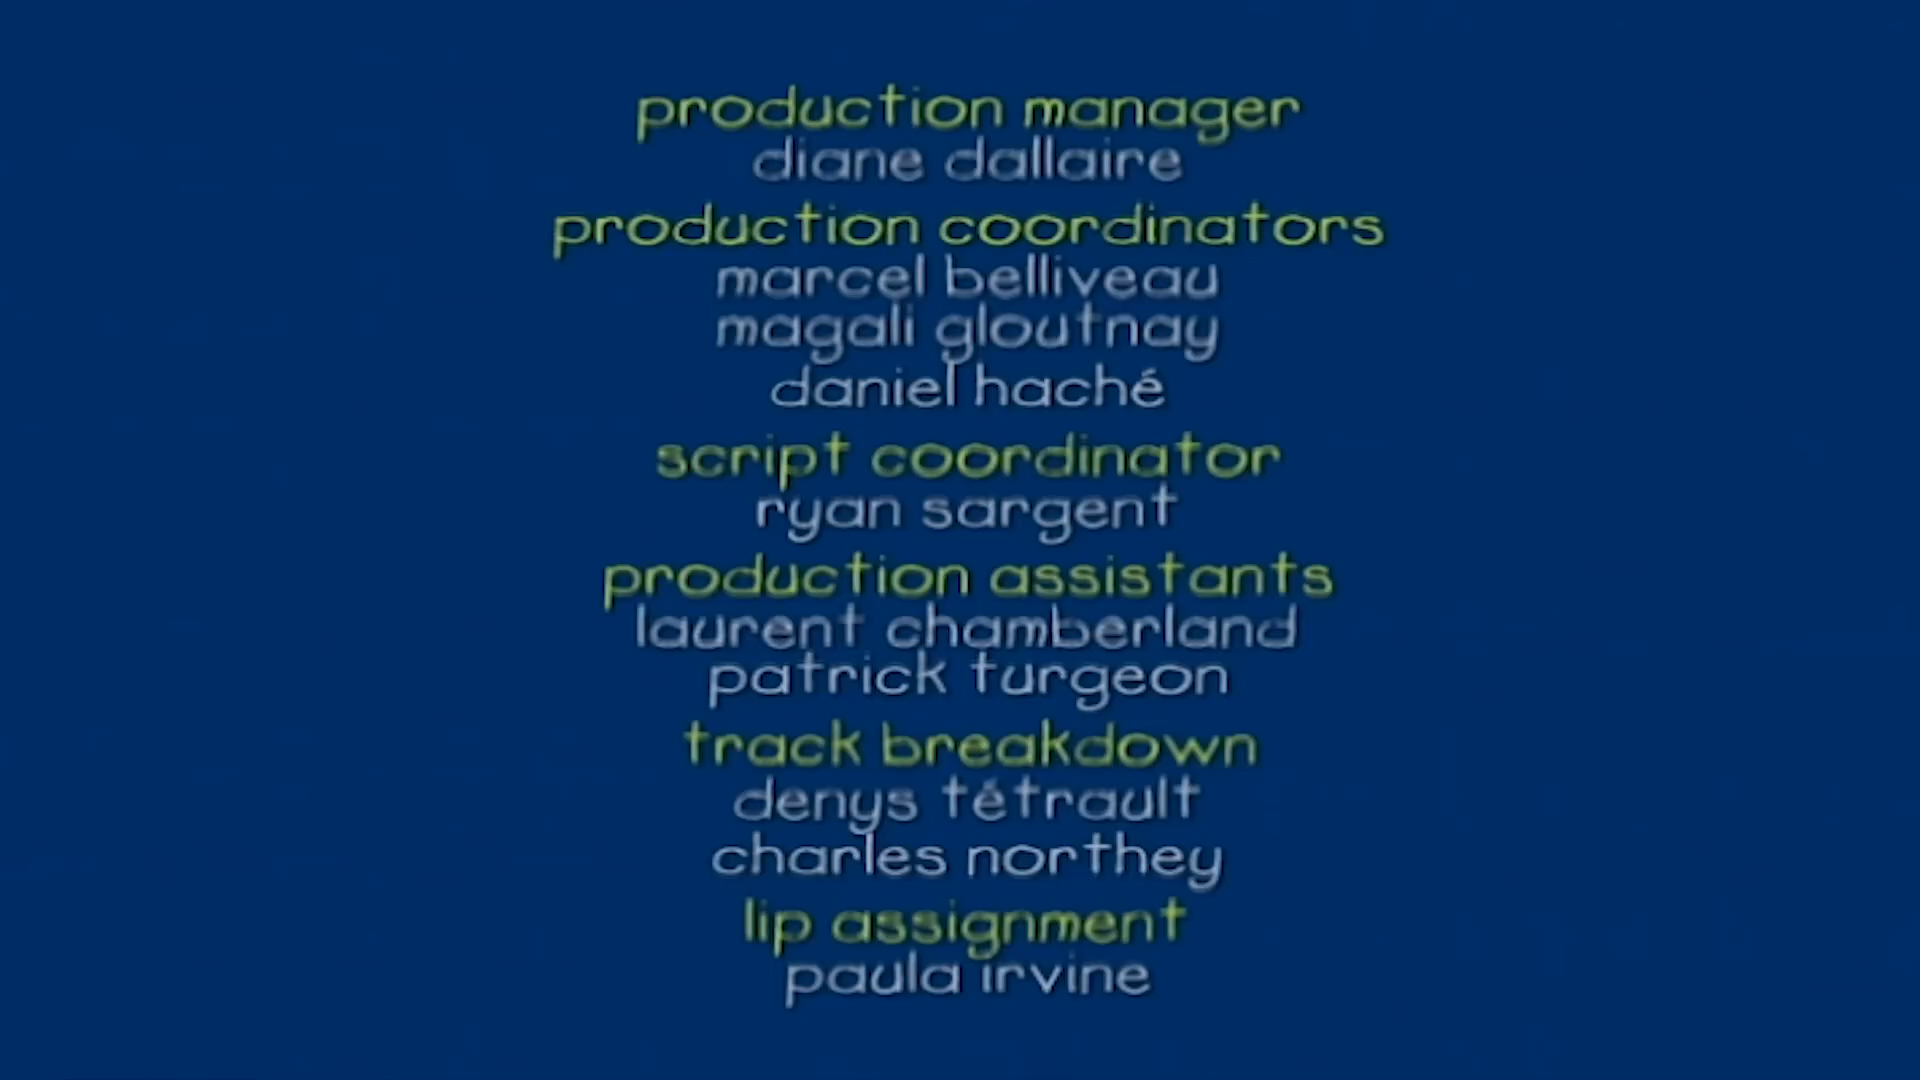 production manager
diane dallaire
production coordinators
marcel belliveau
magali gloutnay
daniel haché
script coordinator
ryan sargent
production assistants
laurent chamberland
patrick turgeon
track breakdown
denys tétrault
charles northey
lip assignment
paula irvine